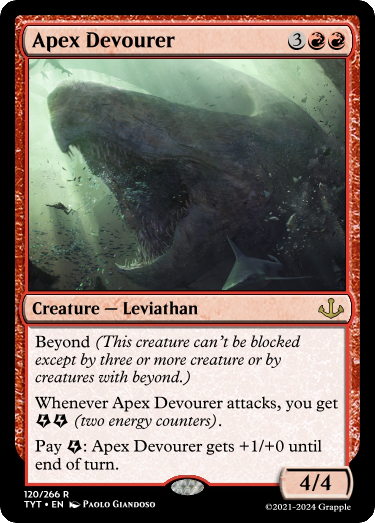 Apex Devourer 3
Creature — Leviathan
Beyond (This creature can't be blocked
except by three or more creature or by
creatures with beyond.)
Whenever Apex Devourer attacks, you get
(two energy counters).
Pay : Apex Devourer gets +1/+0 until
end of turn.
4/4
120/266 R
TYT • EN Paolo Giandoso
©2021-2024 Grapple